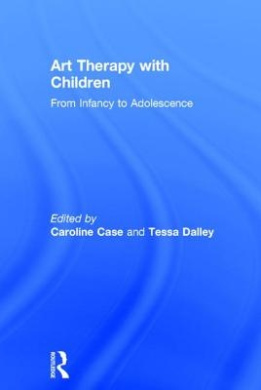 Art Therapy with
Children
From Infancy to Adolescence
Edited by
Caroline Case and Tessa Dalley
ROUTLEDGE